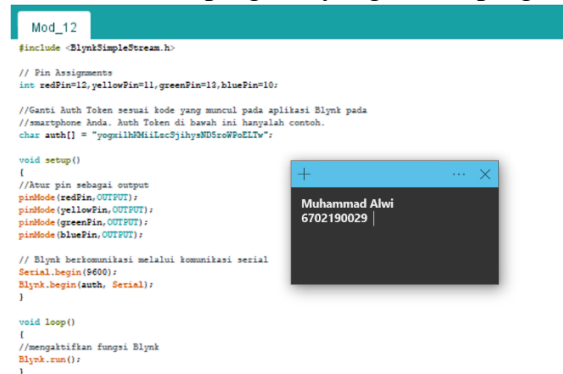 Mod_12
#include <BlynkSimpleStream.h>
// Pin Assignments
int redPin=12,yellowPin=11,greenPin=13,bluePin=10;
//Ganti Auth Token sesuai kode yang muncul pada aplikasi Blynk pada
//smartphone Anda. Auth Token di bawah ini hanyalah contoh.
char auth[] =
void setup()
{
//Atur pin sebagai output
pinMode(redPin,OUTPUT);
pinMode(yellowPin,OUTPUT);
pinMode(greenPin,OUTPUT);
pinMode(bluePin,OUTPUT);
// Blynk berkomunikasi melalui komunikasi serial
Serial.begin(9600);
Blynk.begin(auth, Serial);
}
void loop()
{
//mengaktifkan fungsi Blynk
Blynk.run();
}
Muhammad Alwi
6702190029